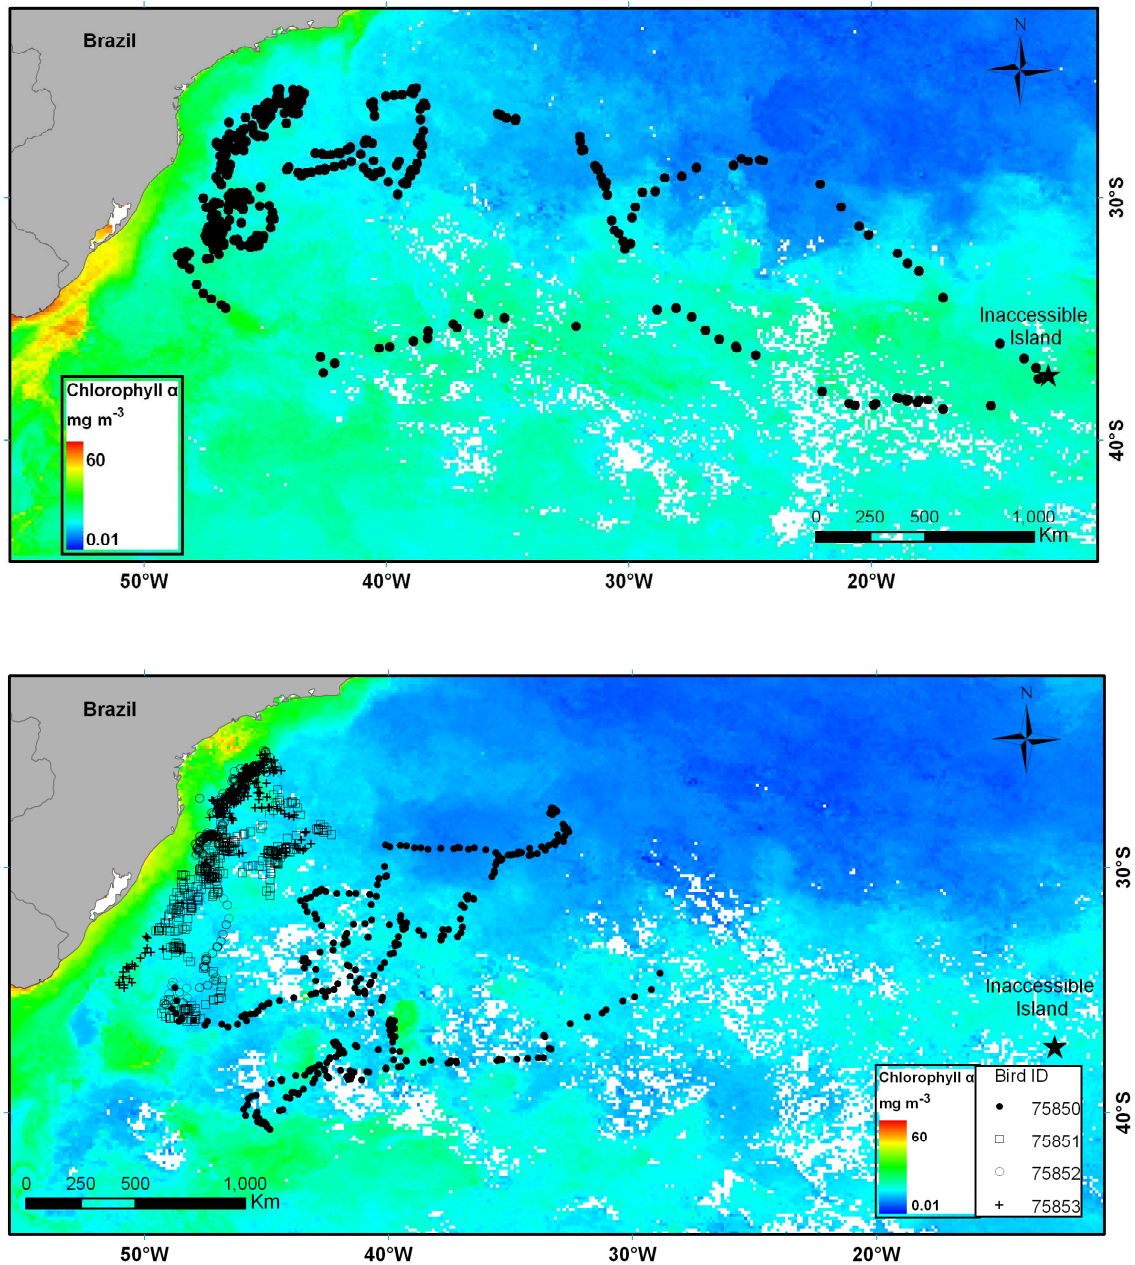 Brazil
N
30°S
Inaccessible
Island
Chlorophyll α
mg m-3
60
0.01
40°S
0 250 500 1,000
Km
50°W 40°W 30°W 20°W
Brazil
N
30°S
Inaccessible
Island
Chlorophyll α
mg m-3
60
0.01
Bird ID
75850
75851
75852
75853
40°S
0 250 500 1,000
Km
50°W 40°W 30°W 20°W